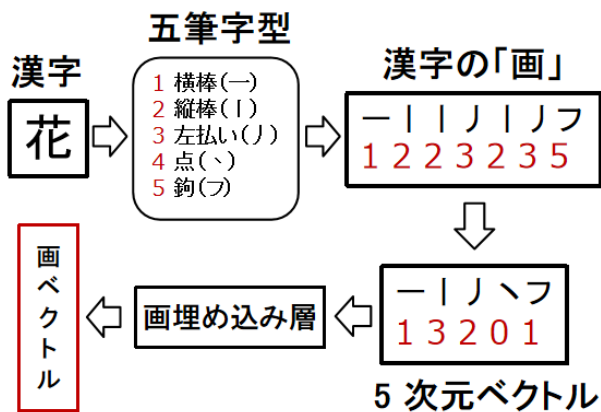 漢字
花
五筆字型
1 横棒(一)
2 縦棒(丨)
3 左払い(丿)
4 点(丶)
5 鉤(フ)
漢字の「画」
一丨丨丿丨丿フ
1 2 2 3 2 3 5
一丨丿丶フ
1 3 2 0 1
5 次元ベクトル
画埋め込み層
画ベクトル